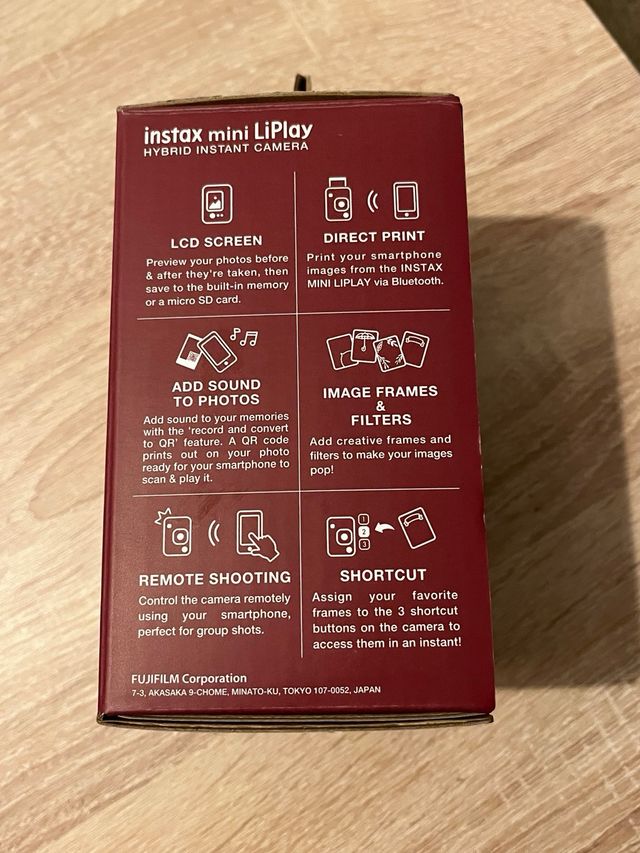 instax mini LiPlay
HYBRID INSTANT CAMERA
LCD SCREEN
Preview your photos before
& after they're taken, then
save to the built-in memory
or a micro SD card.
DIRECT PRINT
Print your smartphone
images from the INSTAX
MINI LIPLAY via Bluetooth.
ADD SOUND
TO PHOTOS
Add sound to your memories
with the 'record and convert
to QR' feature. A QR code
prints out on your photo
ready for your smartphone to
scan & play it.
IMAGE FRAMES
&
FILTERS
Add creative frames and
filters to make your images
pop!
REMOTE SHOOTING
Control the camera remotely
using your smartphone,
perfect for group shots.
1
2
3
SHORTCUT
Assign your favorite
frames to the 3 shortcut
buttons on the camera to
access them in an instant!
FUJIFILM Corporation
7-3, AKASAKA 9-CHOME, MINATO-KU, TOKYO 107-0052, JAPAN